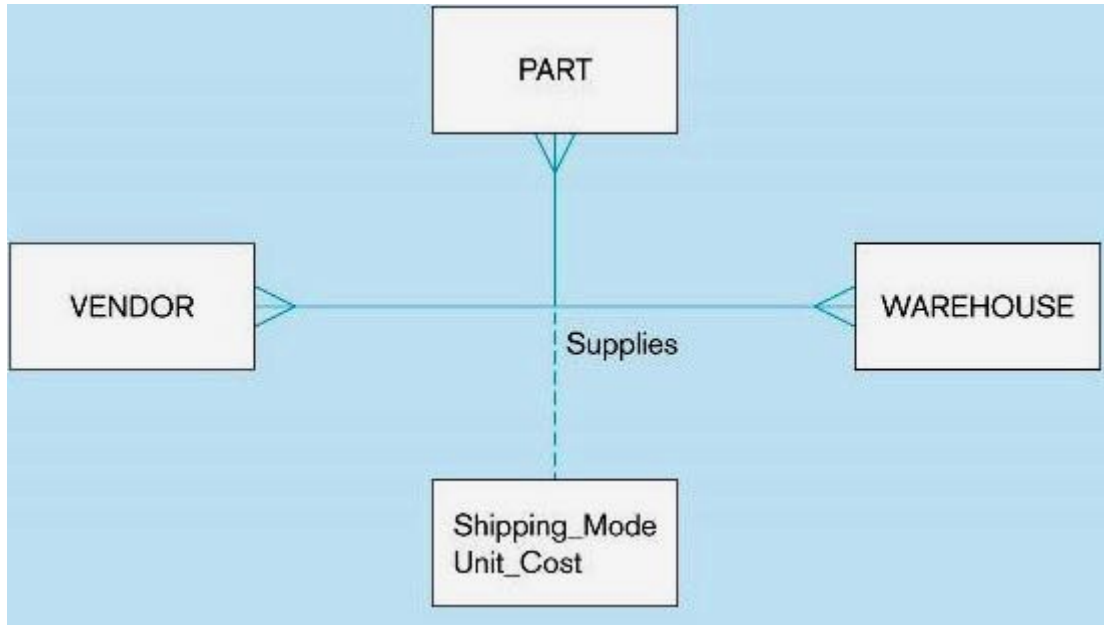 PART
VENDOR
WAREHOUSE
Supplies
Shipping_Mode
Unit_Cost